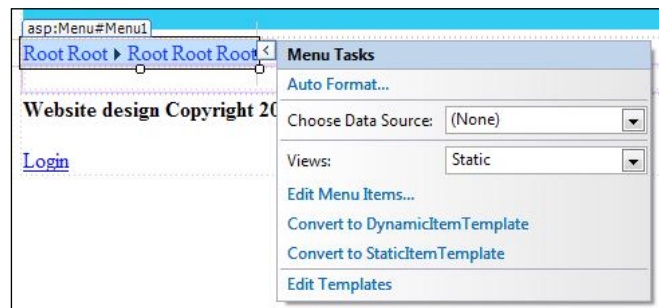 asp:Menu#Menu1
Root Root Root Root Root
Menu Tasks
Auto Format...
Website design Copyright 20
Choose Data Source: (None)
Login
Views: Static
Edit Menu Items...
Convert to DynamicItemTemplate
Convert to StaticItemTemplate
Edit Templates